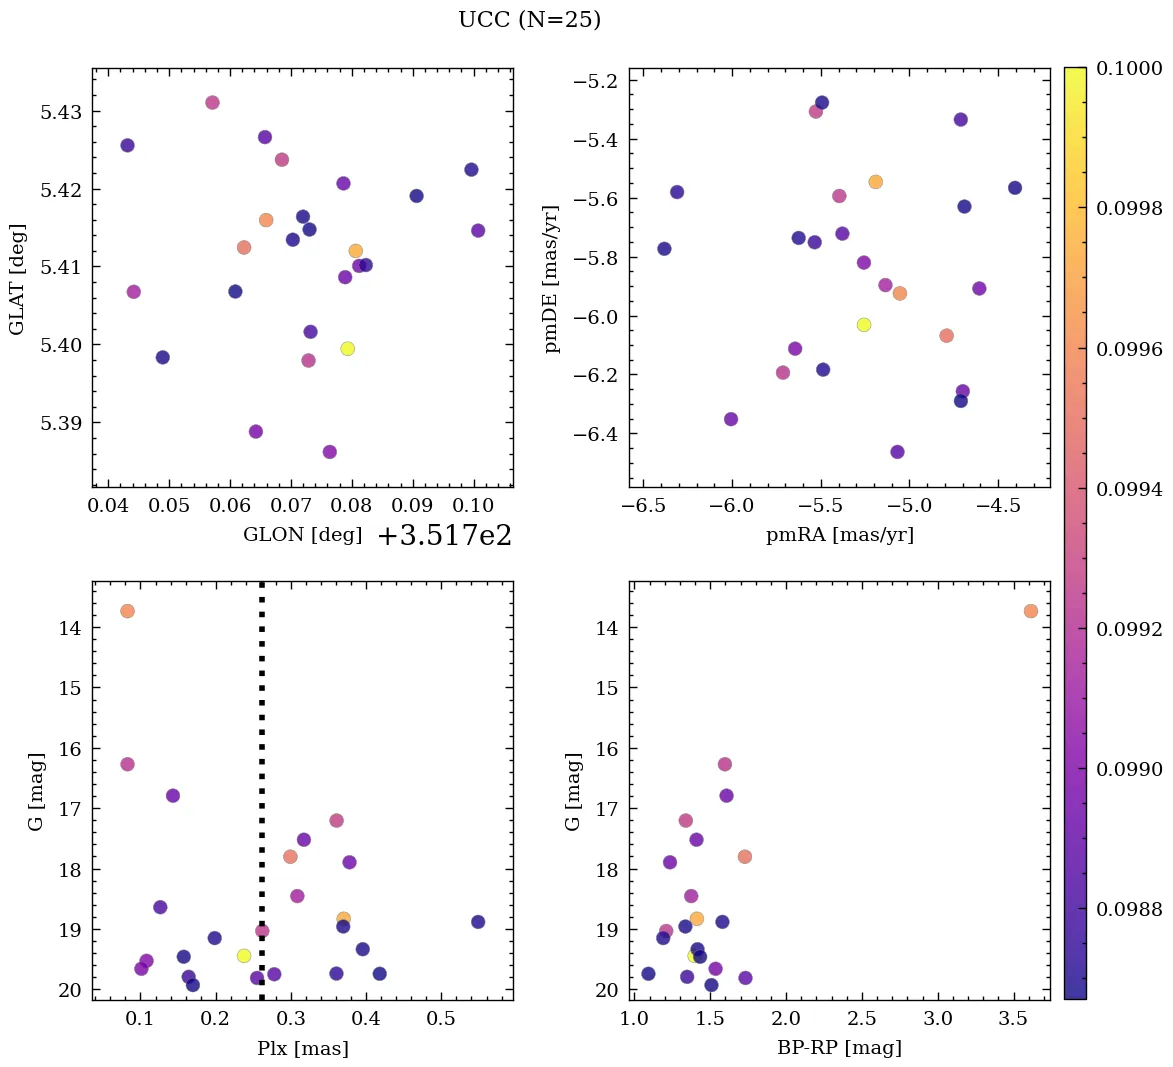 UCC (N=25)
5.43
5.42
5.41
5.40
5.39
GLAT [deg]
0.04 0.05 0.06 0.07 0.08 0.09 0.10
GLON [deg] +3.517e2
−5.2
−5.4
−5.6
−5.8
−6.0
−6.2
−6.4
pmDE [mas/yr]
−6.5 −6.0 −5.5 −5.0 −4.5
pmRA [mas/yr]
14
15
16
17
18
19
20
G [mag]
0.1 0.2 0.3 0.4 0.5
Plx [mas]
14
15
16
17
18
19
20
G [mag]
1.0 1.5 2.0 2.5 3.0 3.5
BP-RP [mag]
0.1000
0.0998
0.0996
0.0994
0.0992
0.0990
0.0988